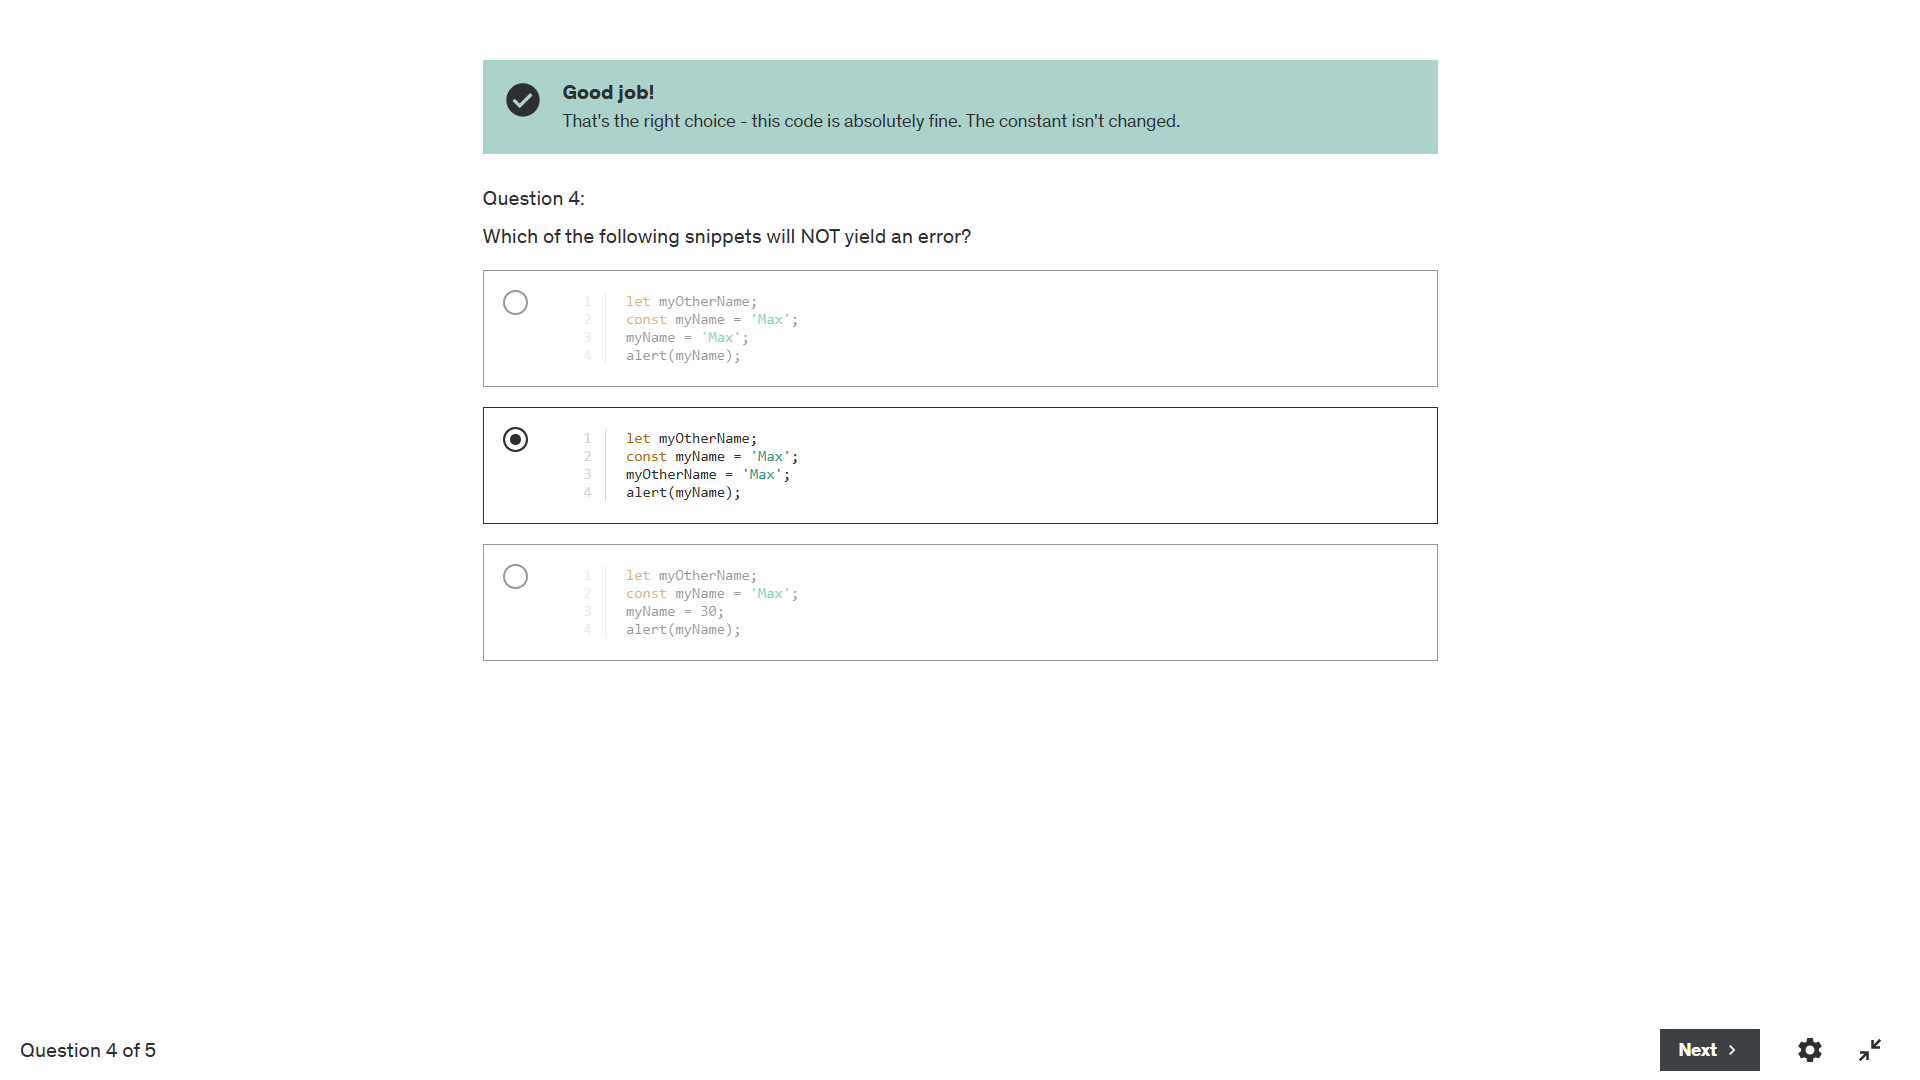 Good job!
That's the right choice - this code is absolutely fine. The constant isn't changed.
Question 4:
Which of the following snippets will NOT yield an error?
1 let myOtherName;
2 const myName = 'Max';
3 myName = 'Max';
4 alert(myName);
1 let myOtherName;
2 const myName = 'Max';
3 myOtherName = 'Max';
4 alert(myName);
1 let myOtherName;
2 const myName = 'Max';
3 myName = 30;
4 alert(myName);
Question 4 of 5
Next